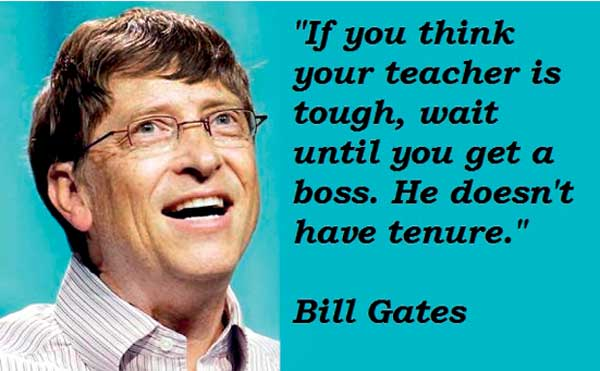 "If you think
your teacher is
tough, wait
until you get a
boss. He doesn't
have tenure."
Bill Gates